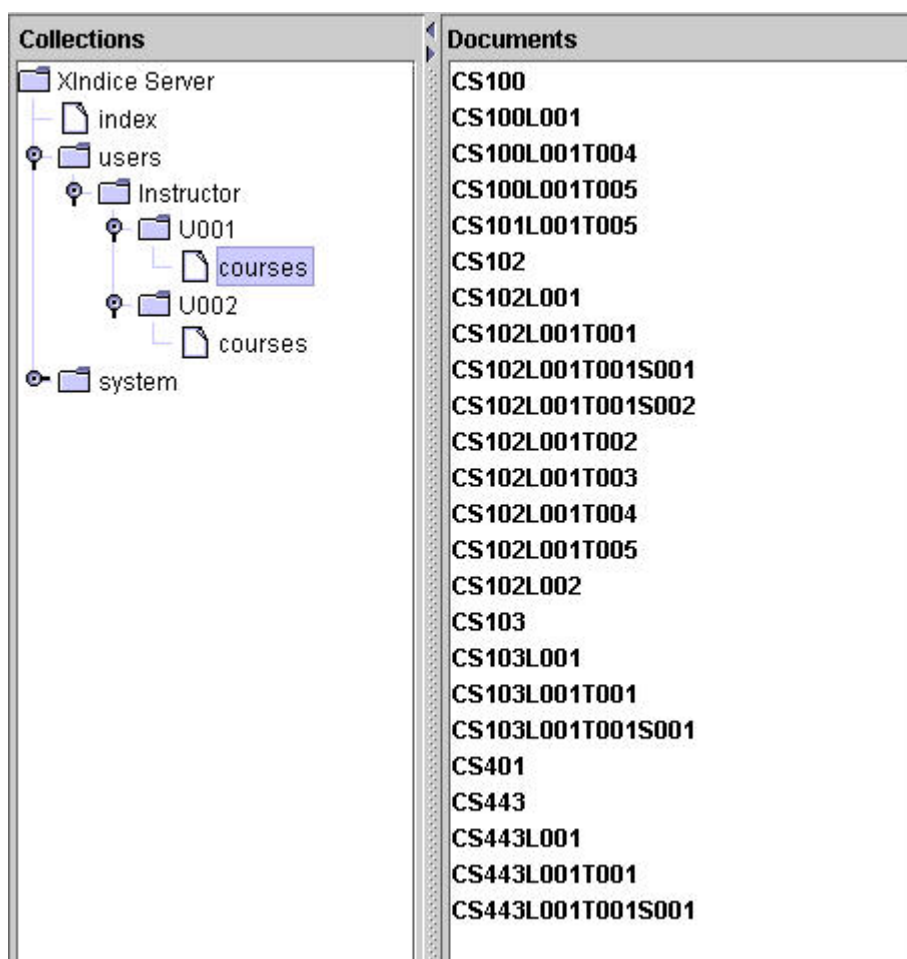 Collections
XIndice Server
index
users
Instructor
U001
courses
U002
courses
system
Documents
CS100
CS100L001
CS100L001T004
CS100L001T005
CS101L001T005
CS102
CS102L001
CS102L001T001
CS102L001T001S001
CS102L001T001S002
CS102L001T002
CS102L001T003
CS102L001T004
CS102L001T005
CS102L002
CS103
CS103L001
CS103L001T001
CS103L001T001S001
CS401
CS443
CS443L001
CS443L001T001
CS443L001T001S001